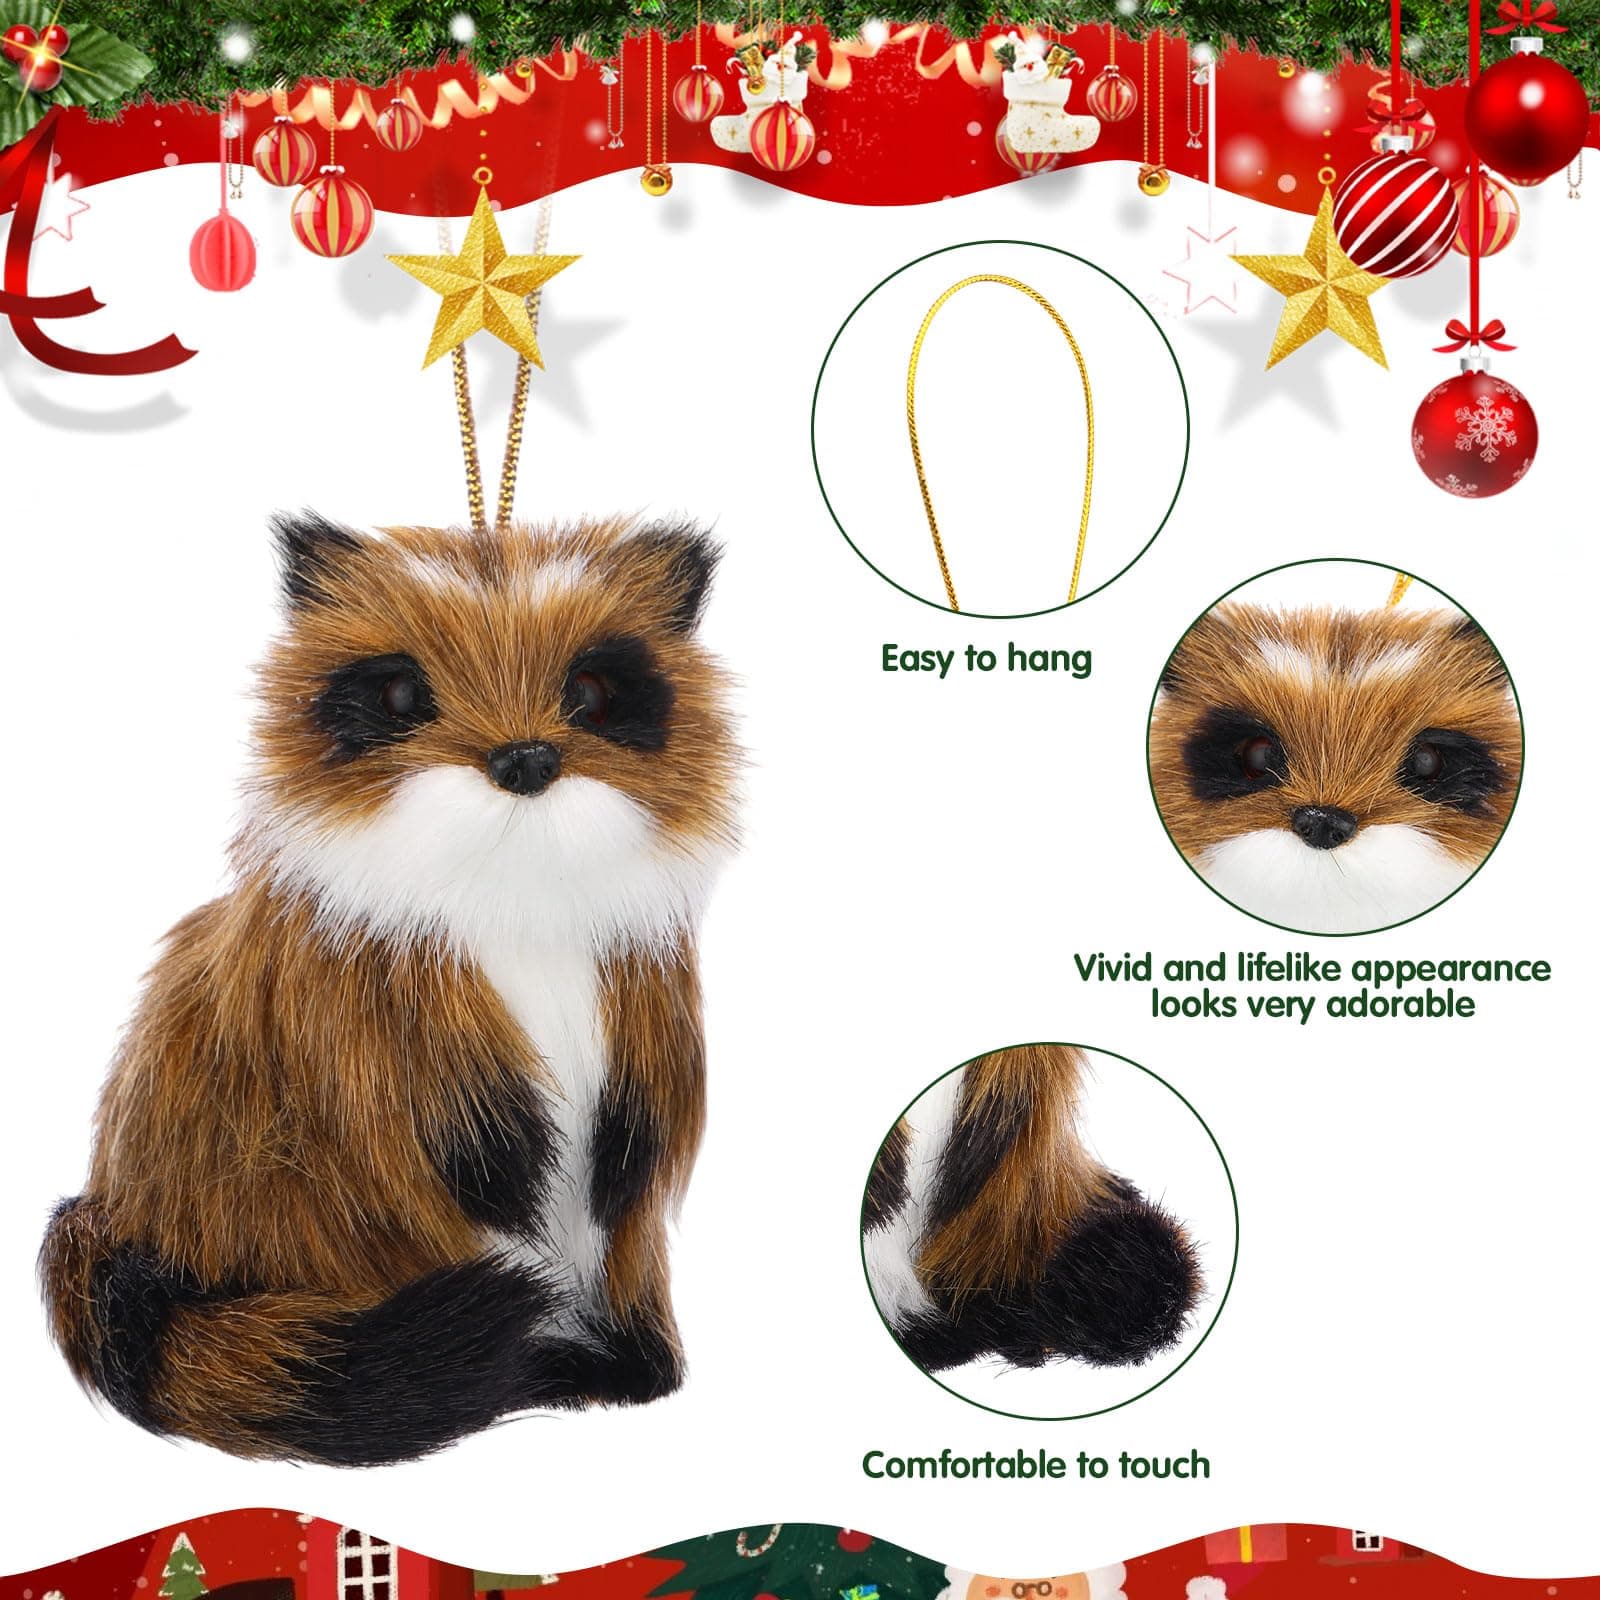 Easy to hang
Vivid and lifelike appearance
looks very adorable
Comfortable to touch